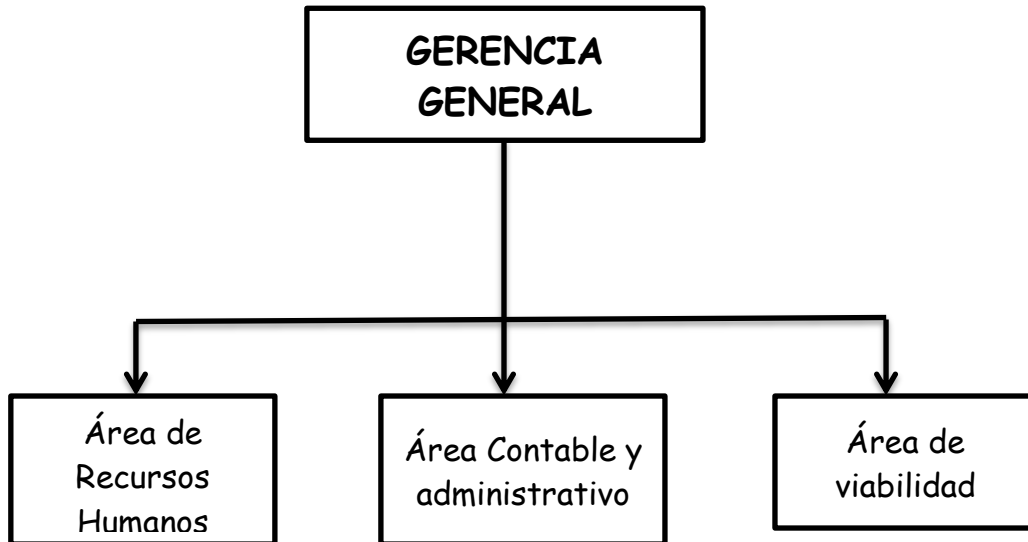 GERENCIA
GENERAL
Área de
Recursos
Humanos
Área Contable y
administrativo
Área de
viabilidad